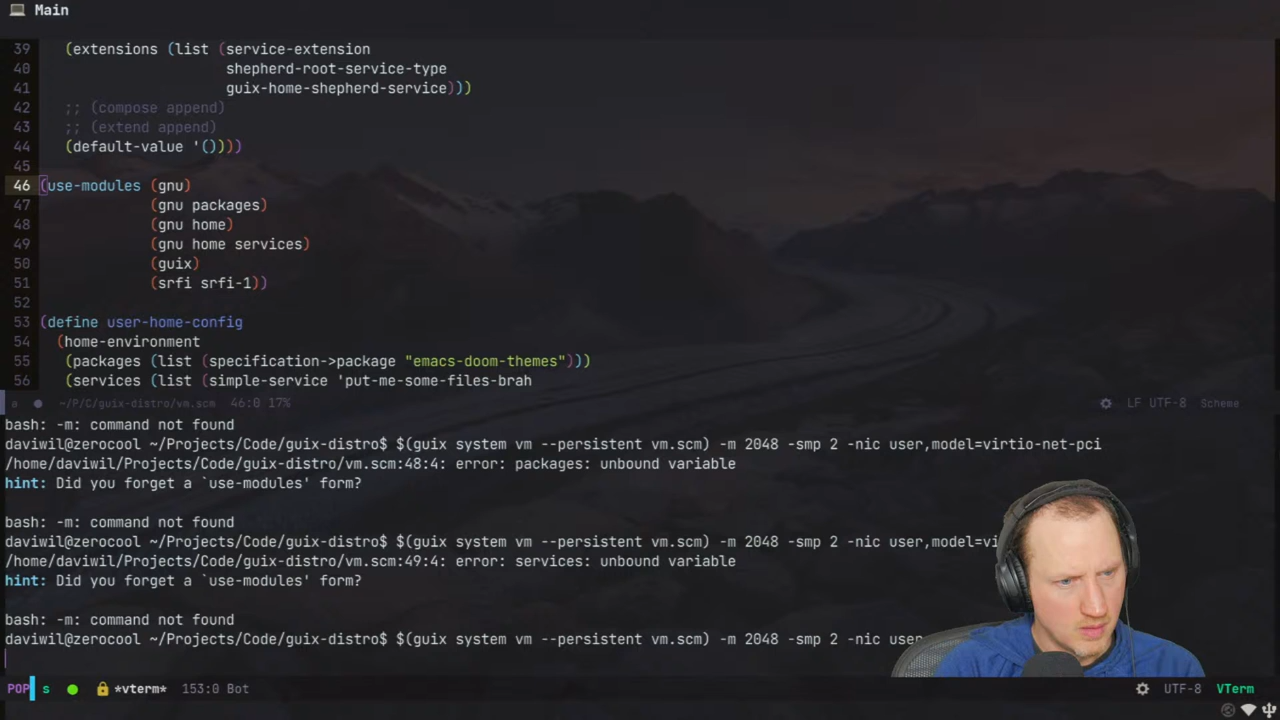 Main
39 (extensions (list (service-extension
40 shepherd-root-service-type
41 guix-home-shepherd-service)))
42 ;; (compose append)
43 ;; (extend append)
44 (default-value '())))
45
46 (use-modules (gnu)
47 (gnu packages)
48 (gnu home)
49 (gnu home services)
50 (guix)
51 (srfi srfi-1))
52
53 (define user-home-config
54 (home-environment
55 (packages (list (specification->package "emacs-doom-themes")))
56 (services (list (simple-service 'put-me-some-files-brah
e ~/P/C/guix-distro/vm.scm 46:0 17% LF UTF-8 Scheme
bash: -m: command not found
daviwil@zerocool ~/Projects/Code/guix-distro$ $(guix system vm --persistent vm.scm) -m 2048 -smp 2 -nic user,model=virtio-net-pci
/home/daviwil/Projects/Code/guix-distro/vm.scm:48:4: error: packages: unbound variable
hint: Did you forget a `use-modules' form?
bash: -m: command not found
daviwil@zerocool ~/Projects/Code/guix-distro$ $(guix system vm --persistent vm.scm) -m 2048 -smp 2 -nic user,model=vi
/home/daviwil/Projects/Code/guix-distro/vm.scm:49:4: error: services: unbound variable
hint: Did you forget a `use-modules' form?
bash: -m: command not found
daviwil@zerocool ~/Projects/Code/guix-distro$ $(guix system vm --persistent vm.scm) -m 2048 -smp 2 -nic user
POP s *vterm* 153:0 Bot UTF-8 VTerm